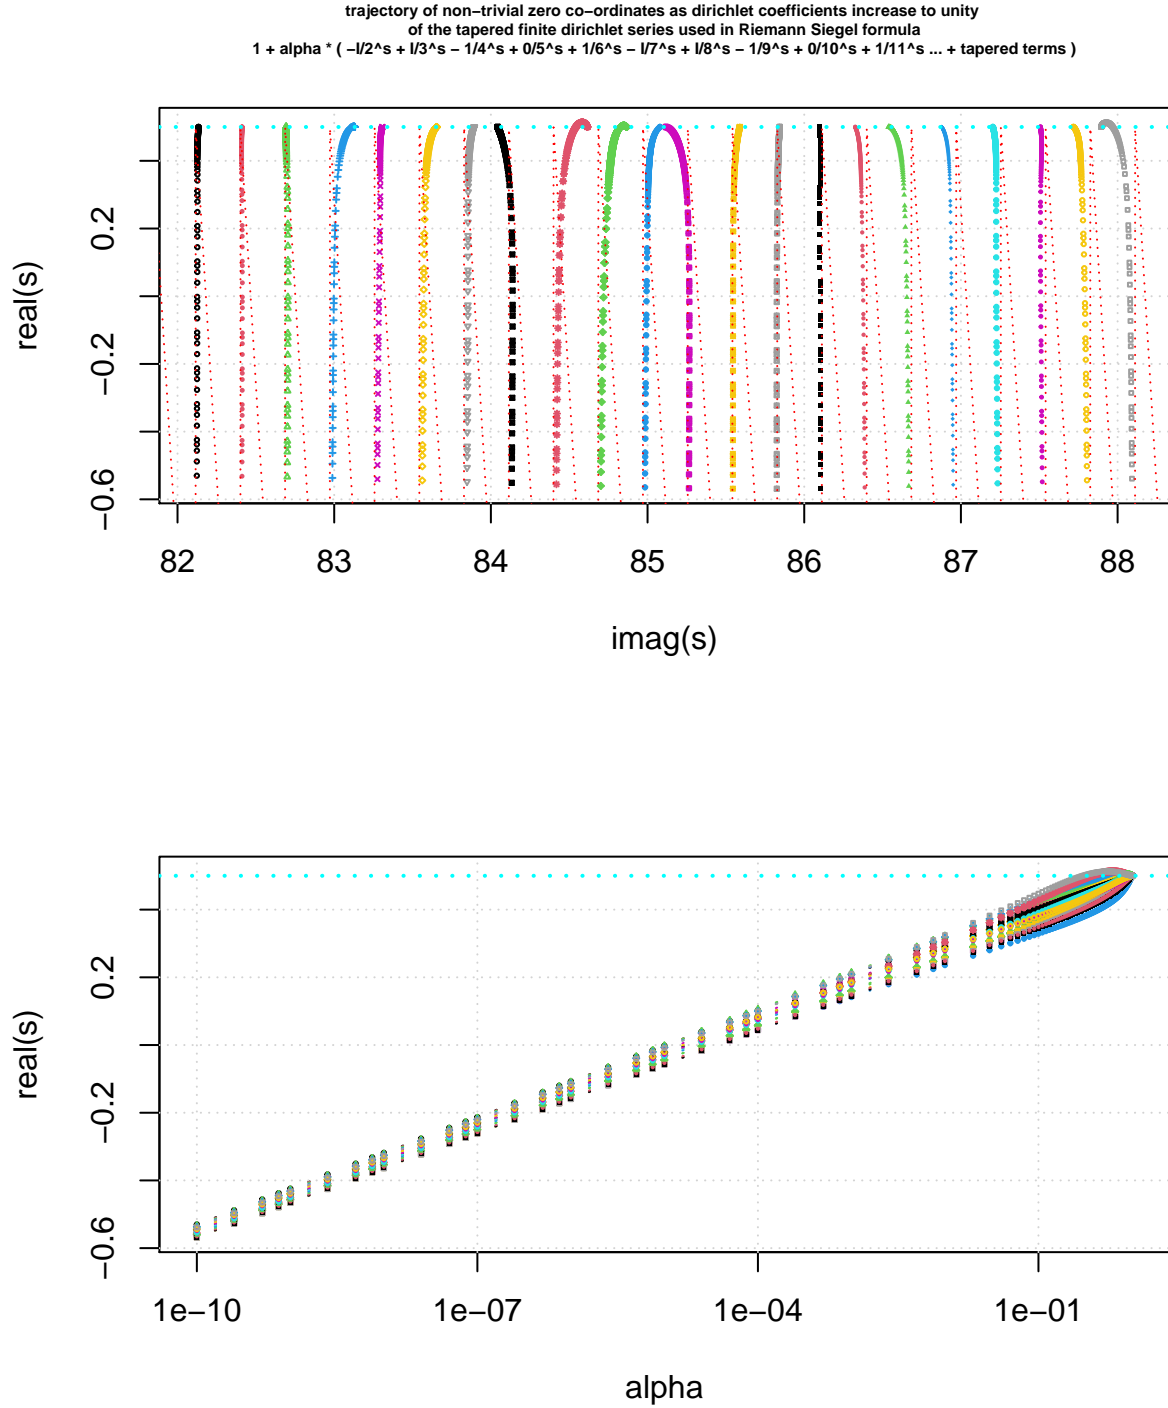 trajectory of non−trivial zero co−ordinates as dirichlet coefficients increase to unity
of the tapered finite dirichlet series used in Riemann Siegel formula
1 + alpha * ( −I/2^s + I/3^s − 1/4^s + 0/5^s + 1/6^s − I/7^s + I/8^s − 1/9^s + 0/10^s + 1/11^s ... + tapered terms )
real(s)
0.2
−0.2
−0.6
82 83 84 85 86 87 88
imag(s)
real(s)
0.2
−0.2
−0.6
1e−10 1e−07 1e−04 1e−01
alpha